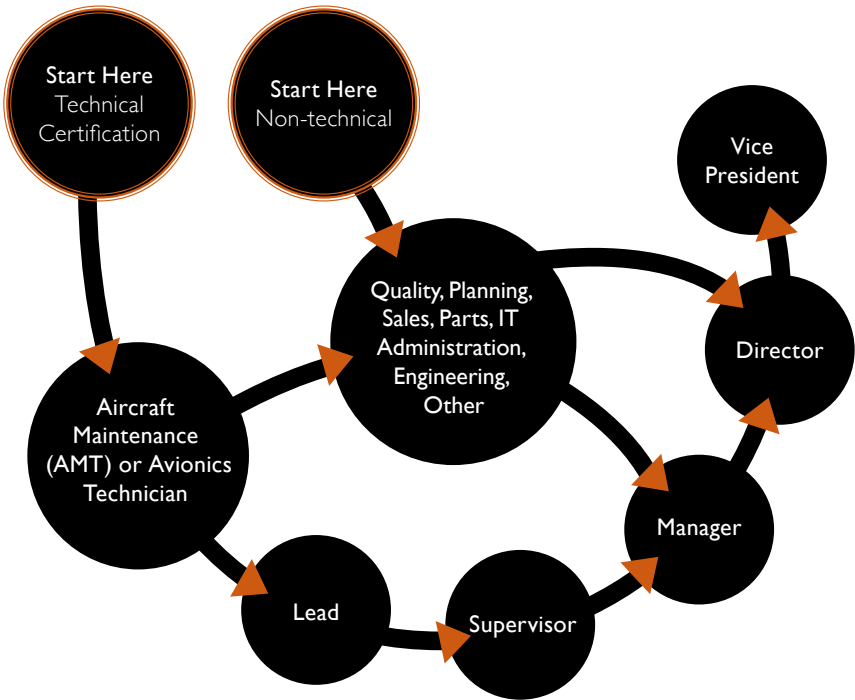 Start Here
Technical
Certification
Start Here
Non-technical
Vice
President
Quality, Planning,
Sales, Parts, IT
Administration,
Engineering,
Other
Director
Aircraft
Maintenance
(AMT) or Avionics
Technician
Manager
Lead
Supervisor